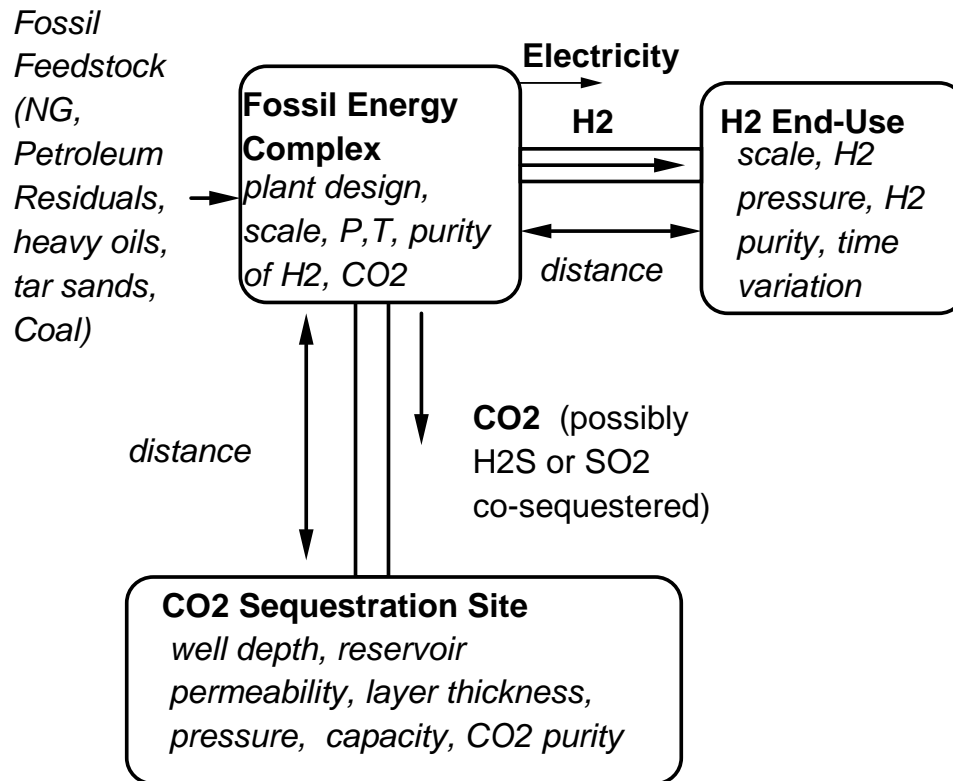 Fossil
Feedstock
(NG,
Petroleum
Residuals,
heavy oils,
tar sands,
Coal)
Fossil Energy
Complex
plant design,
scale, P,T, purity
of H2, CO2
Electricity
H2
distance
H2 End-Use
scale, H2
pressure, H2
purity, time
variation
distance
CO2 (possibly
H2S or SO2
co-sequestered)
CO2 Sequestration Site
well depth, reservoir
permeability, layer thickness,
pressure, capacity, CO2 purity